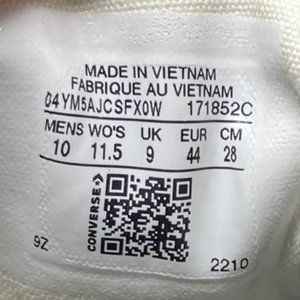 MADE IN VIETNAM
FABRIQUE AU VIETNAM
04YM5AJCSFX0W 171852C
MENS WO'S UK EUR CM
10 11.5 9 44 28
CONVERSE
9Z 2210